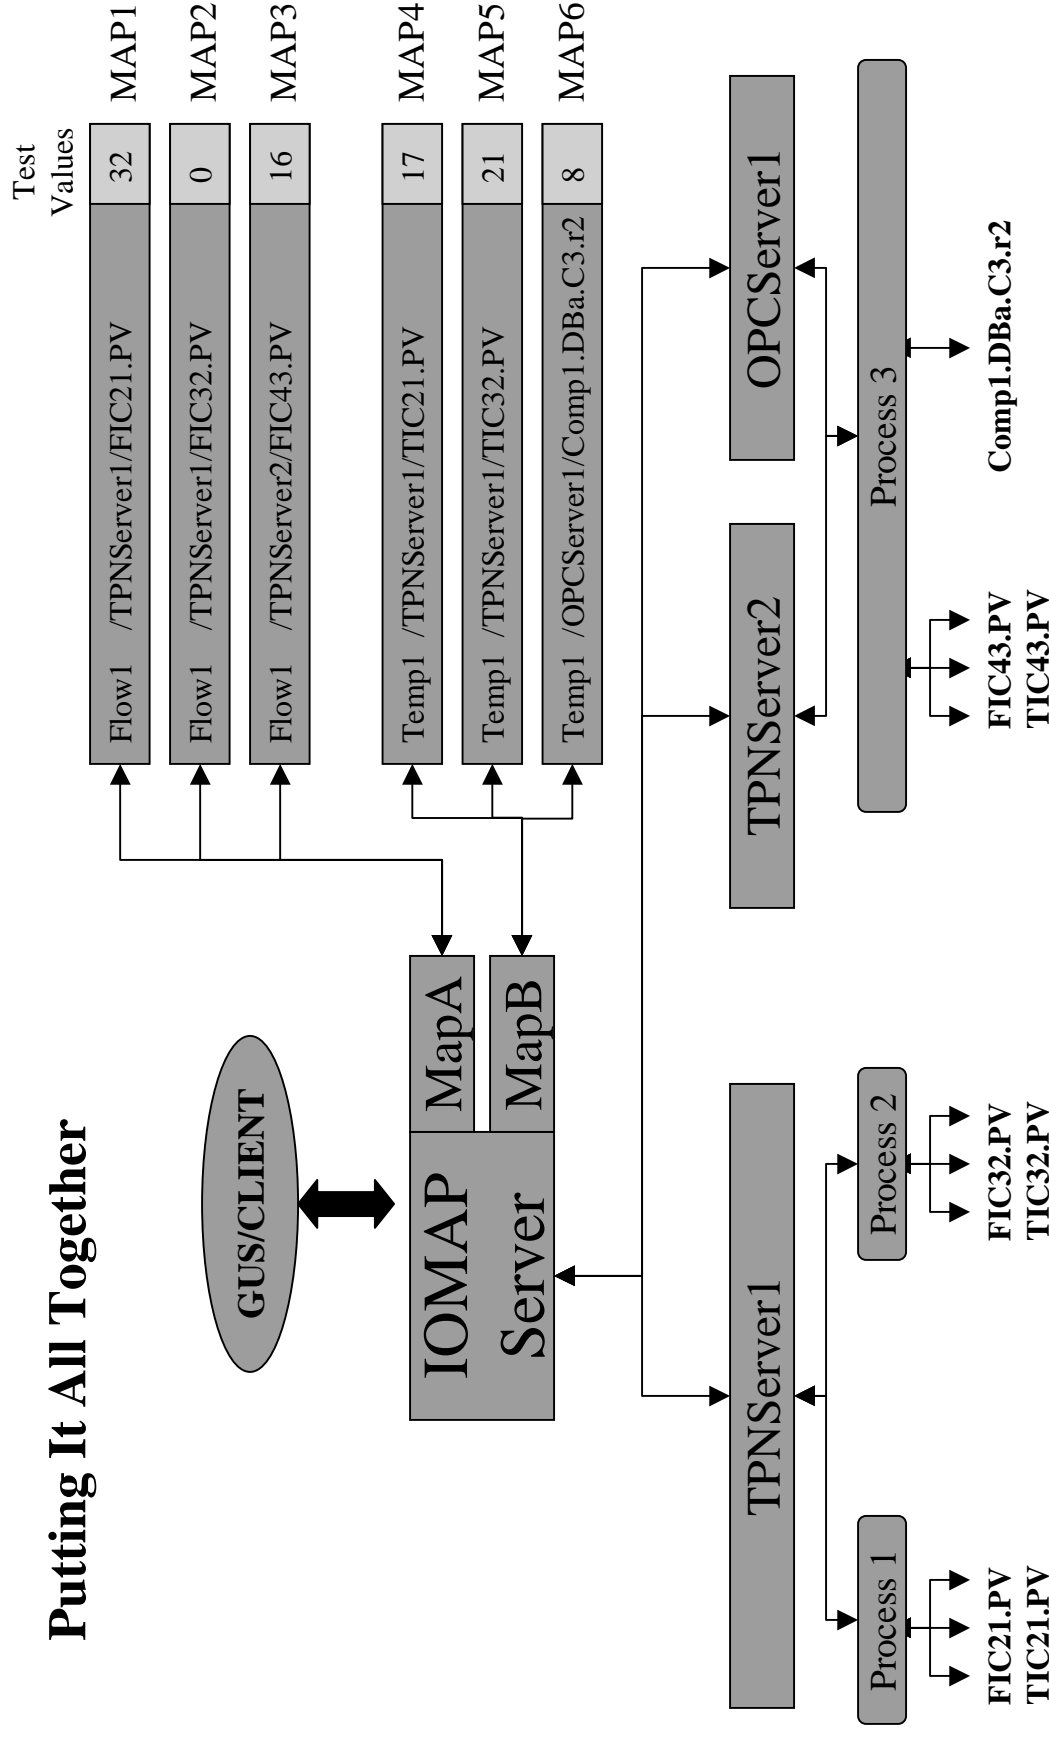 Putting It All Together
Test
Values
GUS/CLIENT
IOMAP
Server
MapA
MapB
Flow1 /TPNServer1/FIC21.PV 32 MAP1
Flow1 /TPNServer1/FIC32.PV 0 MAP2
Flow1 /TPNServer2/FIC43.PV 16 MAP3
Temp1 /TPNServer1/TIC21.PV 17 MAP4
Temp1 /TPNServer1/TIC32.PV 21 MAP5
Temp1 /OPCServer1/Comp1.DBa.C3.r2 8 MAP6
TPNServer1
TPNServer2
OPCServer1
Process 1
Process 2
Process 3
FIC21.PV
TIC21.PV
FIC32.PV
TIC32.PV
FIC43.PV
TIC43.PV
Comp1.DBa.C3.r2